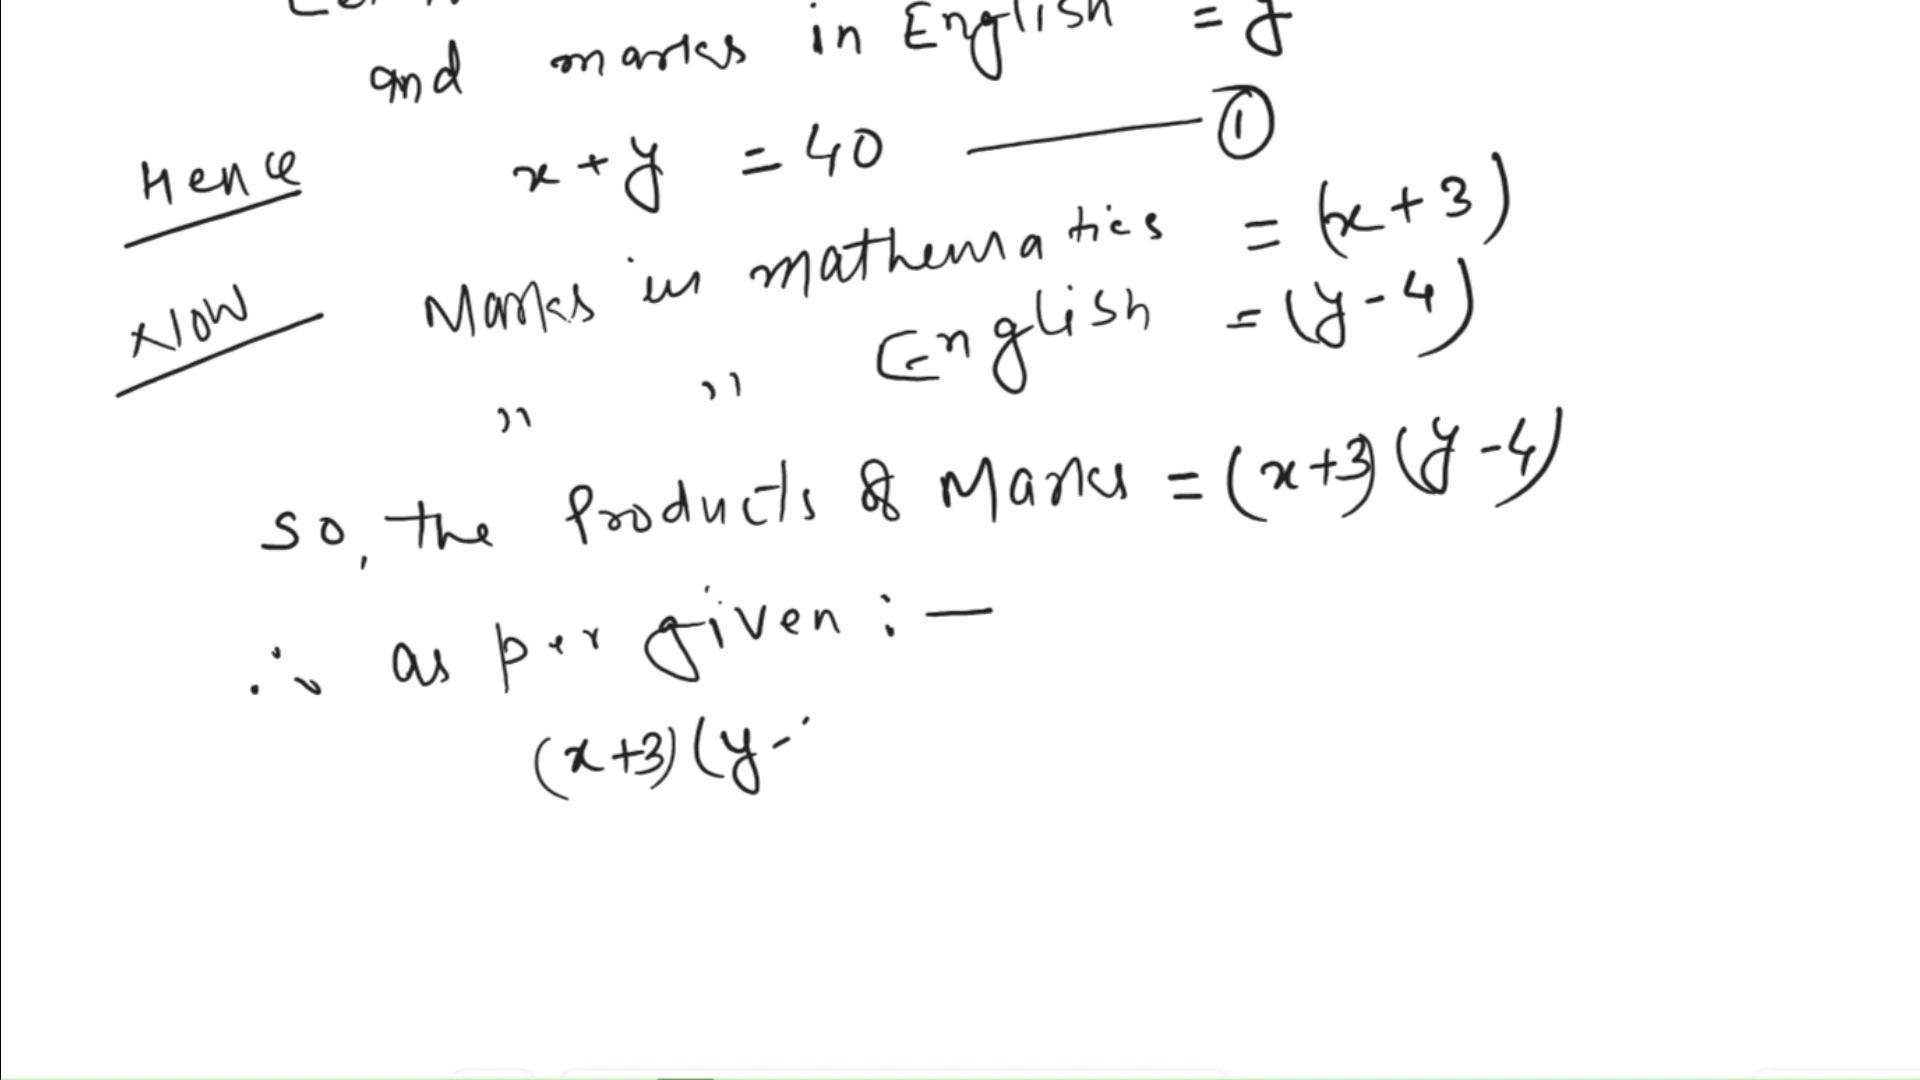 and marks in English = y
Hence x + y = 40 ——— ①
Now Marks in mathematics = (x+3)
" " English = (y-4)
So, the Products of Marks = (x+3)(y-4)
∴ as per given : —
(x+3)(y-